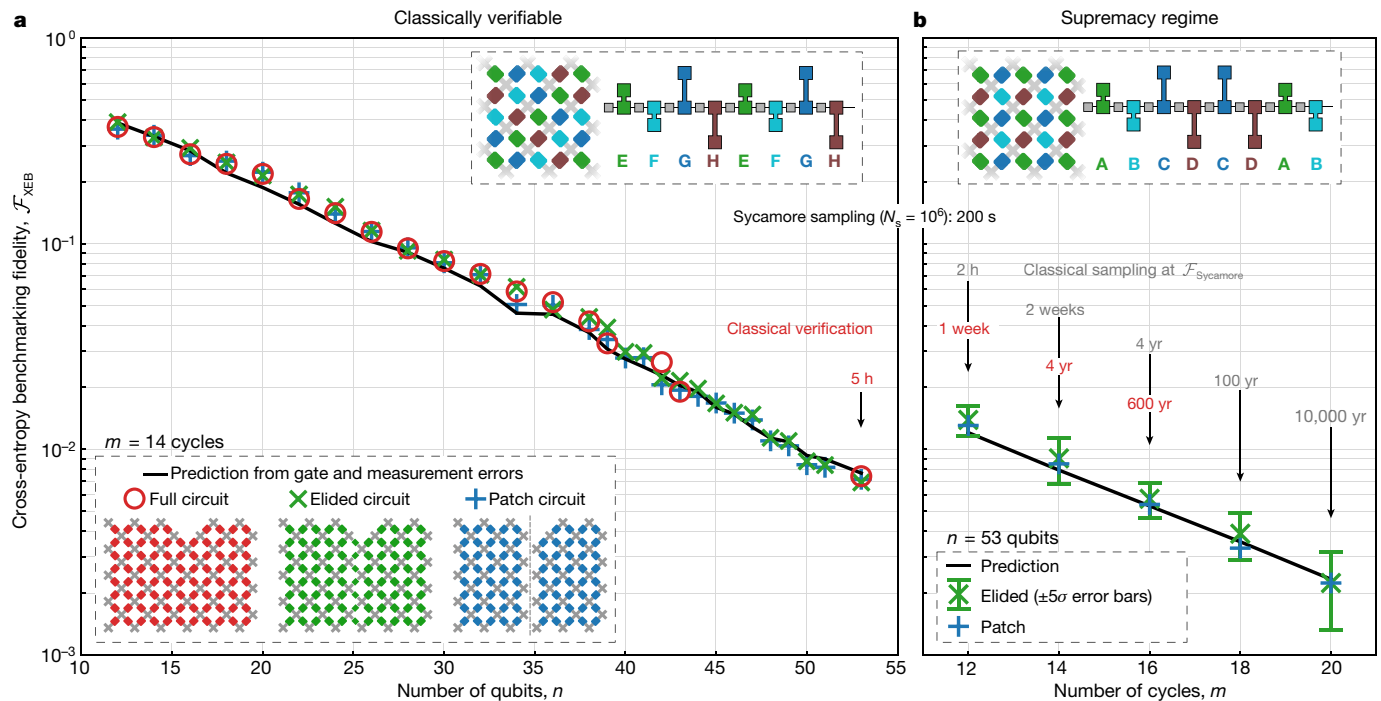 a
Classically verifiable
Cross-entropy benchmarking fidelity, ℱXEB
10⁰
10⁻¹
10⁻²
10⁻³
E F G H E F G H
Sycamore sampling (Nₛ = 10⁶): 200 s
Classical verification
5 h
m = 14 cycles
Prediction from gate and measurement errors
Full circuit
Elided circuit
Patch circuit
10 15 20 25 30 35 40 45 50 55
Number of qubits, n
b
Supremacy regime
A B C D C D A B
2 h
Classical sampling at ℱSycamore
1 week
2 weeks
4 yr
4 yr
600 yr
100 yr
10,000 yr
n = 53 qubits
Prediction
Elided (±5σ error bars)
Patch
12 14 16 18 20
Number of cycles, m